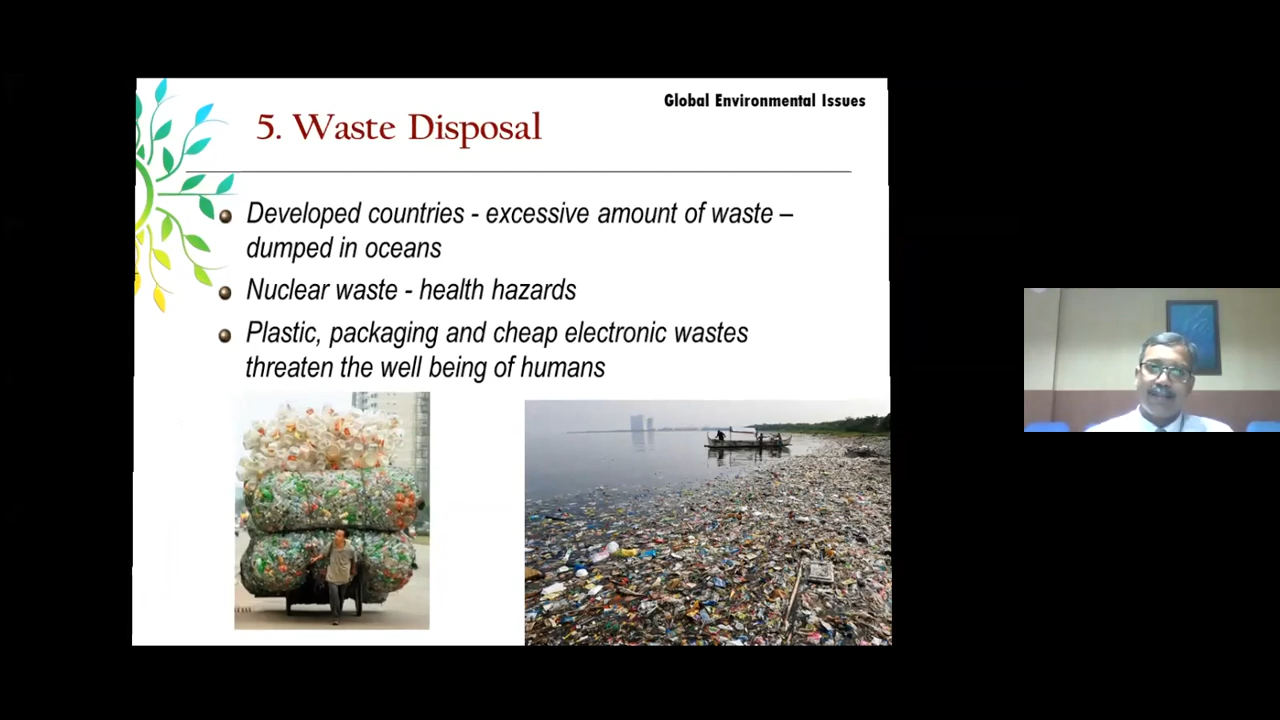 Global Environmental Issues
5. Waste Disposal
Developed countries - excessive amount of waste –
dumped in oceans
Nuclear waste - health hazards
Plastic, packaging and cheap electronic wastes
threaten the well being of humans